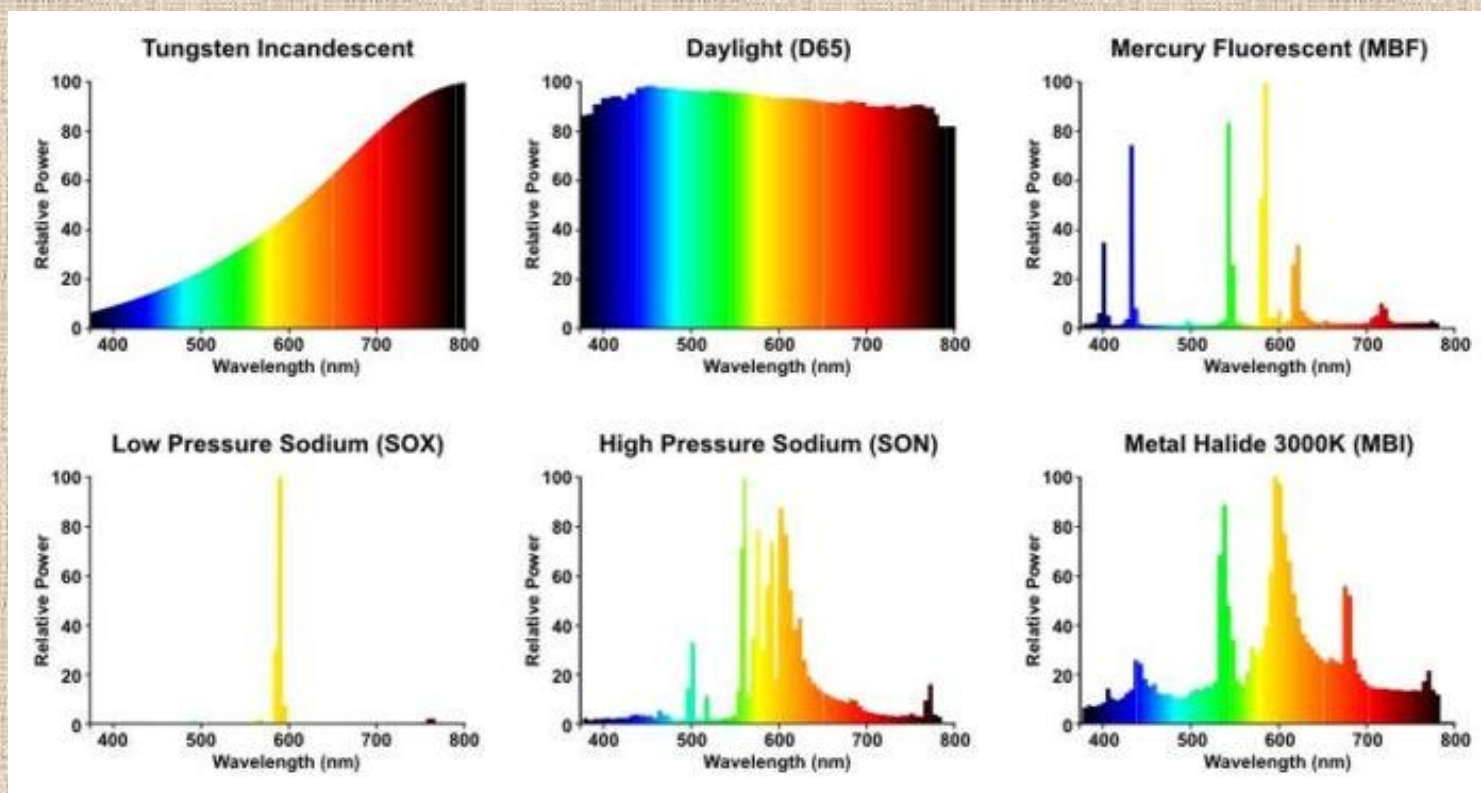 Tungsten Incandescent
100
80
60
40
20
0
Relative Power
400 500 600 700 800
Wavelength (nm)
Daylight (D65)
100
80
60
40
20
0
Relative Power
400 500 600 700 800
Wavelength (nm)
Mercury Fluorescent (MBF)
100
80
60
40
20
0
Relative Power
400 500 600 700 800
Wavelength (nm)
Low Pressure Sodium (SOX)
100
80
60
40
20
0
Relative Power
400 500 600 700 800
Wavelength (nm)
High Pressure Sodium (SON)
100
80
60
40
20
0
Relative Power
400 500 600 700 800
Wavelength (nm)
Metal Halide 3000K (MBI)
100
80
60
40
20
0
Relative Power
400 500 600 700 800
Wavelength (nm)